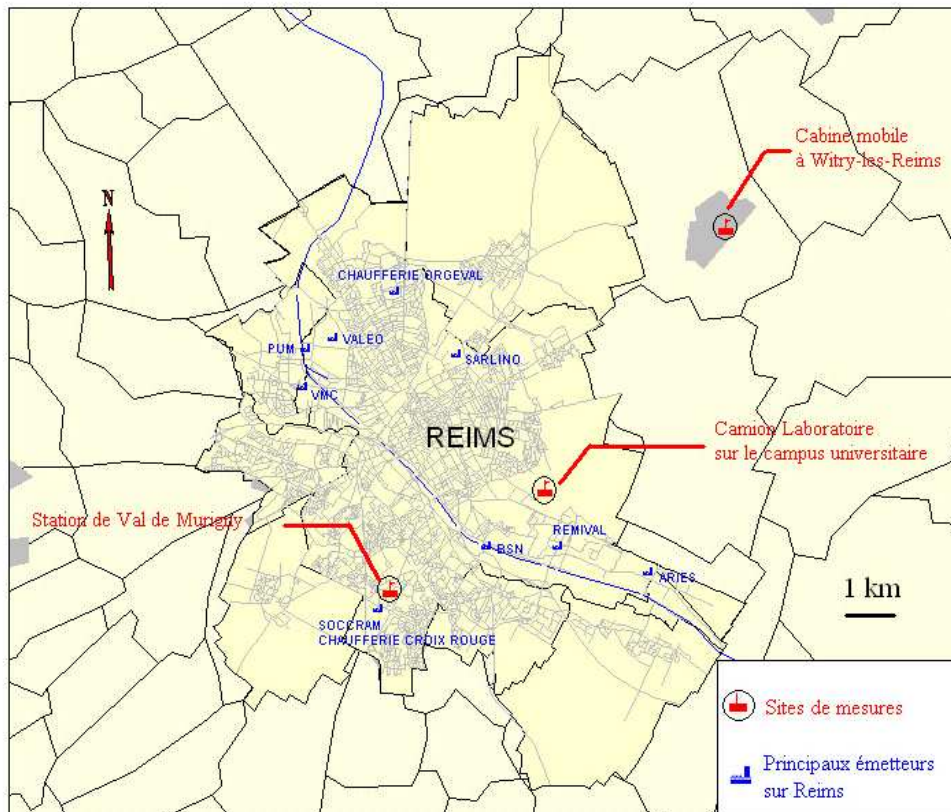 Cabine mobile
à Witry-les-Reims
N
CHAUFFERIE ORGEVAL
VALEO
PUM
SARLINO
VMC
REIMS
Camion Laboratoire
sur le campus universitaire
Station de Val de Murigny
BSN
REMIVAL
ARIES
1 km
SOCCRAM
CHAUFFERIE CROIX ROUGE
Sites de mesures
Principaux émetteurs
sur Reims